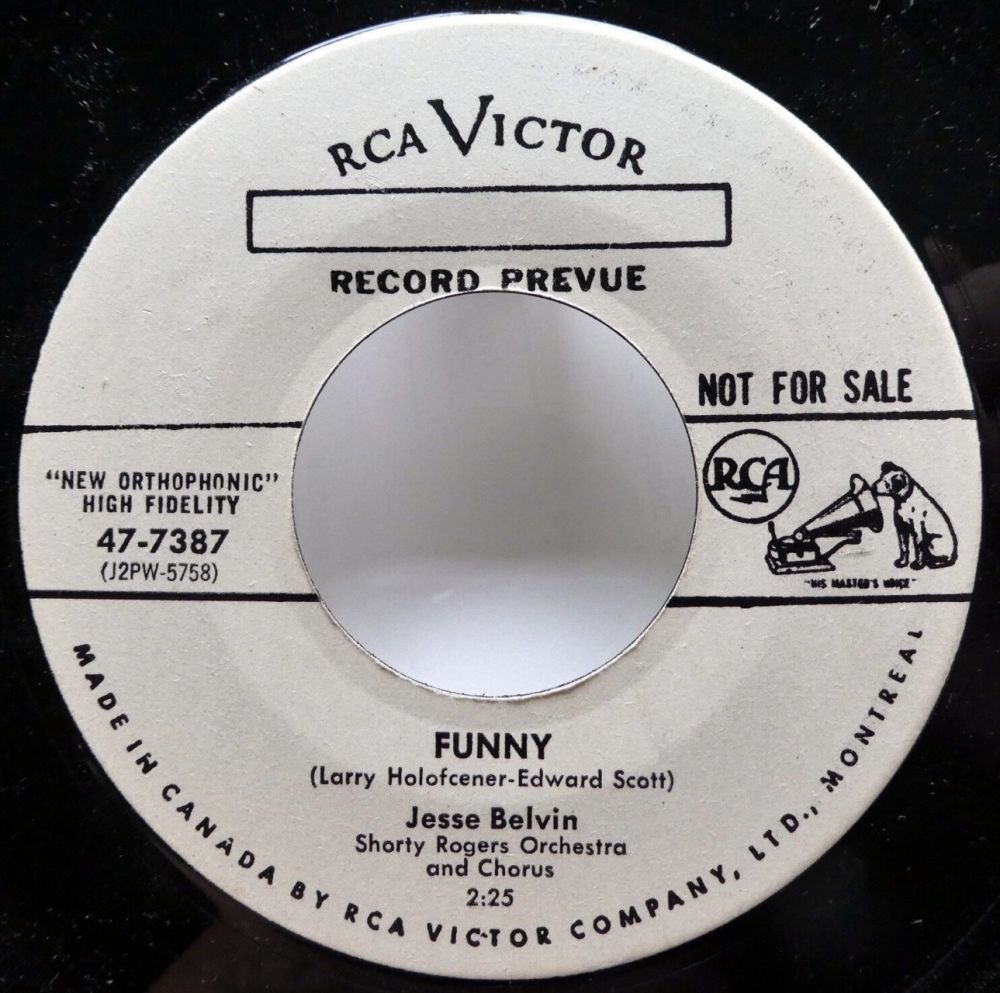 RCA VICTOR
RECORD PREVUE
NOT FOR SALE
"NEW ORTHOPHONIC"
HIGH FIDELITY
47-7387
(J2PW-5758)
RCA
"HIS MASTER'S VOICE"
FUNNY
(Larry Holofcener-Edward Scott)
Jesse Belvin
Shorty Rogers Orchestra
and Chorus
2:25
MADE IN CANADA BY RCA VICTOR COMPANY, LTD., MONTREAL